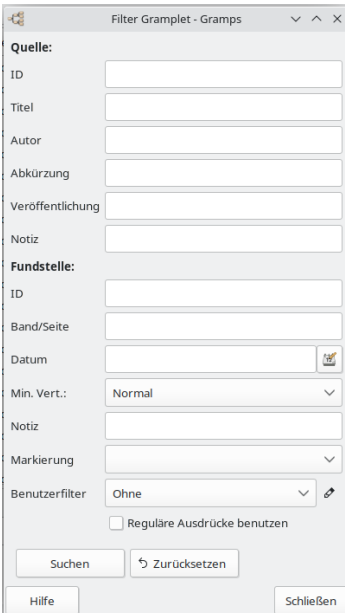 Filter Gramplet - Gramps
Quelle:
ID
Titel
Autor
Abkürzung
Veröffentlichung
Notiz
Fundstelle:
ID
Band/Seite
Datum
Min. Vert.: Normal
Notiz
Markierung
Benutzerfilter Ohne
Reguläre Ausdrücke benutzen
Suchen Zurücksetzen
Hilfe Schließen